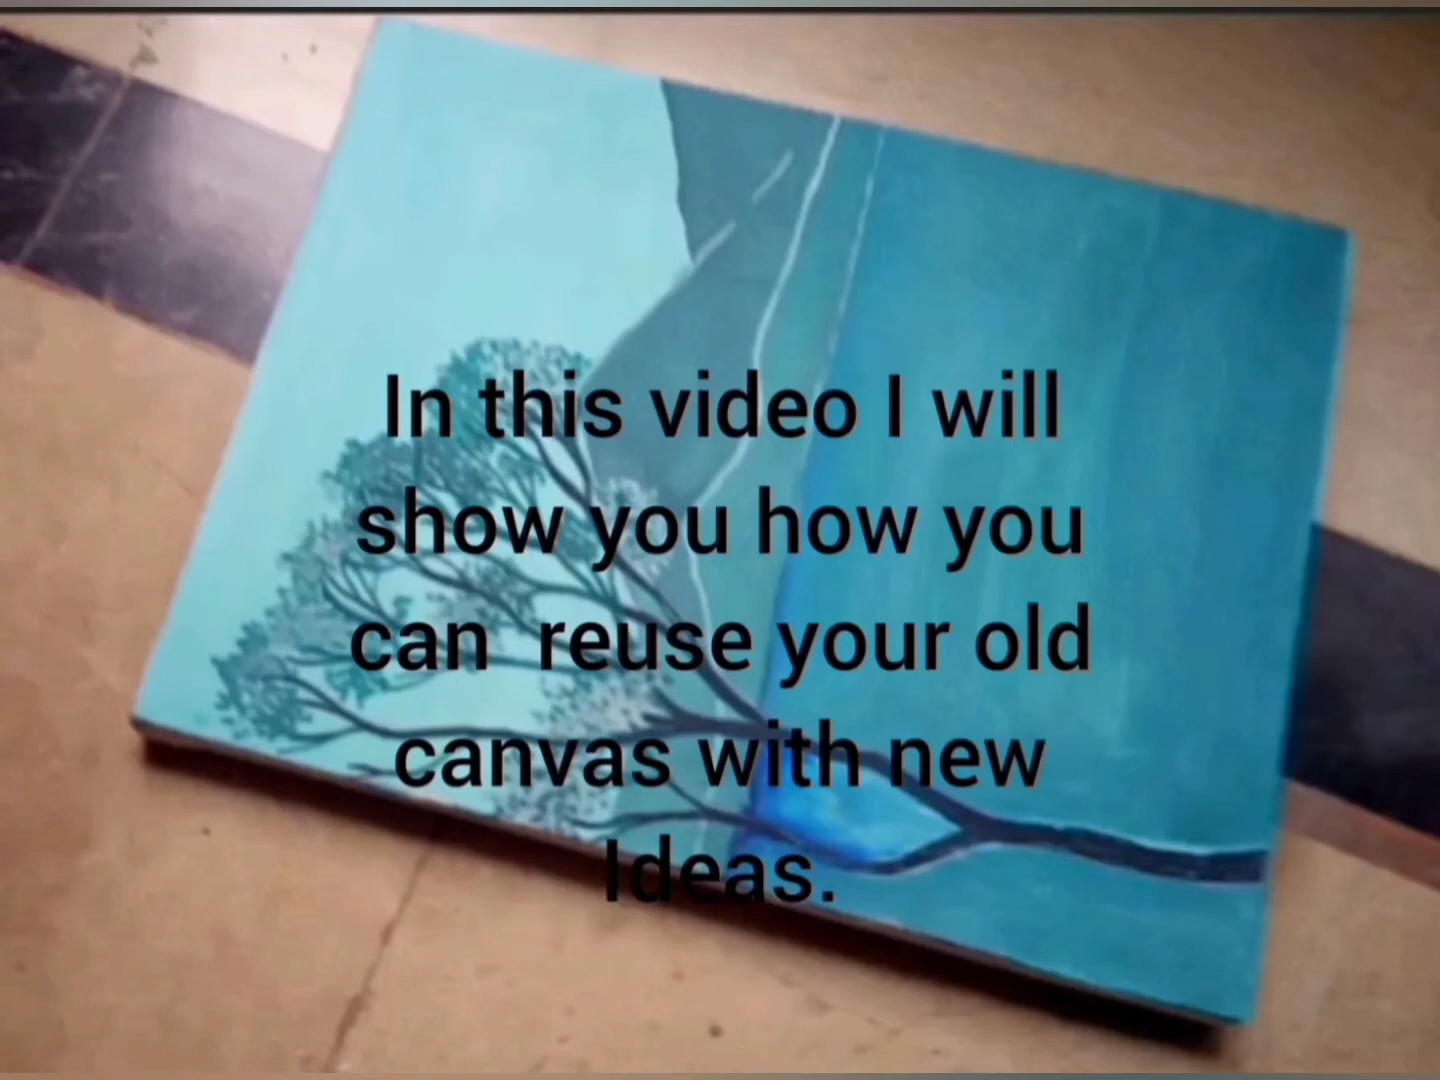 In this video I will
show you how you
can  reuse your old
canvas with new
Ideas.